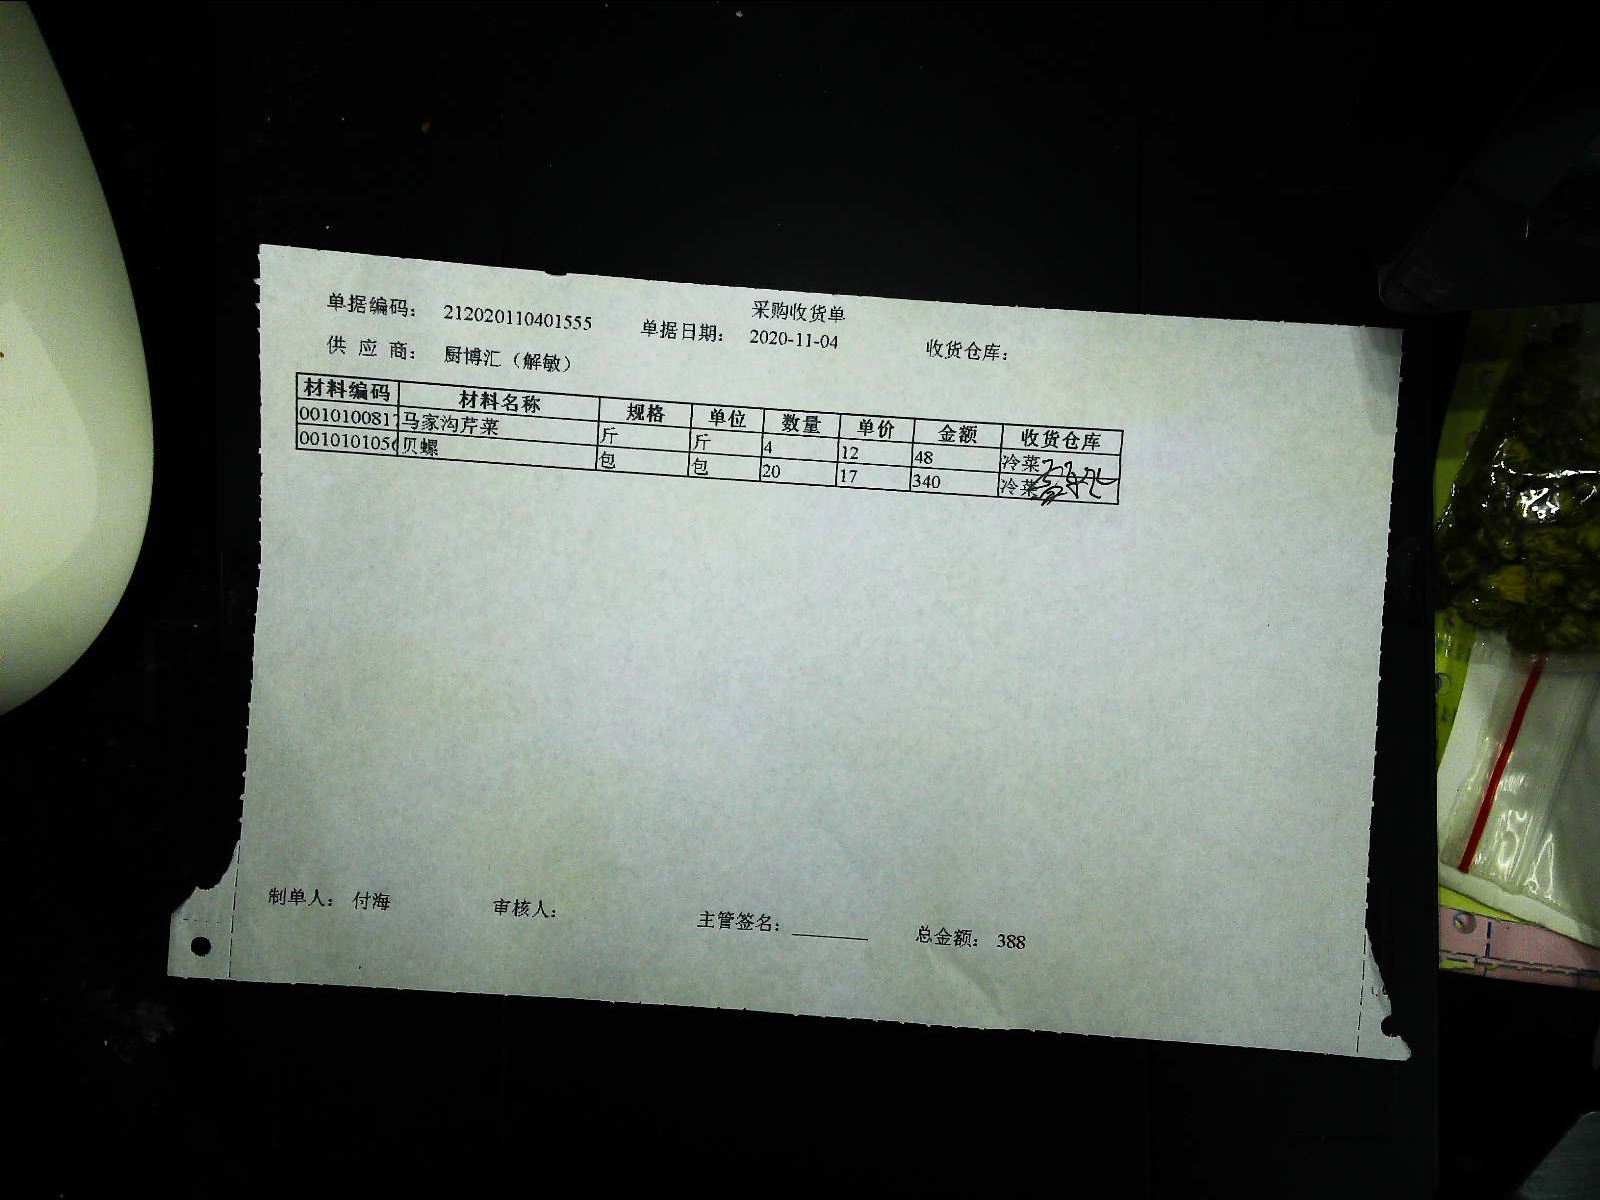 采购收货单
单据编码： 212020110401555 单据日期： 2020-11-04 收货仓库：
供 应 商： 厨博汇（解敏）
材料编码 材料名称 规格 单位 数量 单价 金额 收货仓库
0010100817 马家沟芹菜 斤 斤 4 12 48 冷菜
001010105 贝螺 包 包 20 17 340 冷菜
制单人： 付海 审核人： 主管签名： 总金额： 388